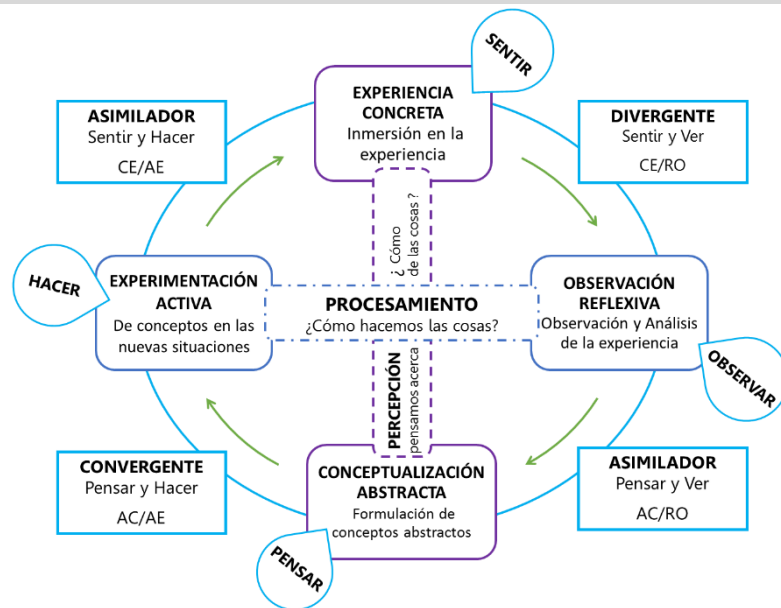 SENTIR
EXPERIENCIA
CONCRETA
Inmersión en la
experiencia
ASIMILADOR
Sentir y Hacer
CE/AE
DIVERGENTE
Sentir y Ver
CE/RO
¿ Cómo
de las cosas ?
HACER
EXPERIMENTACIÓN
ACTIVA
De conceptos en las
nuevas situaciones
PROCESAMIENTO
¿Cómo hacemos las cosas?
OBSERVACIÓN
REFLEXIVA
Observación y Análisis
de la experiencia
OBSERVAR
PERCEPCIÓN
pensamos acerca
CONVERGENTE
Pensar y Hacer
AC/AE
CONCEPTUALIZACIÓN
ABSTRACTA
Formulación de
conceptos abstractos
ASIMILADOR
Pensar y Ver
AC/RO
PENSAR